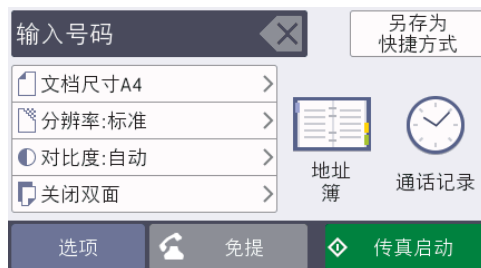 输入号码
另存为
快捷方式
文档尺寸A4
分辨率:标准
对比度:自动
关闭双面
地址
簿
通话记录
选项
免提
传真启动